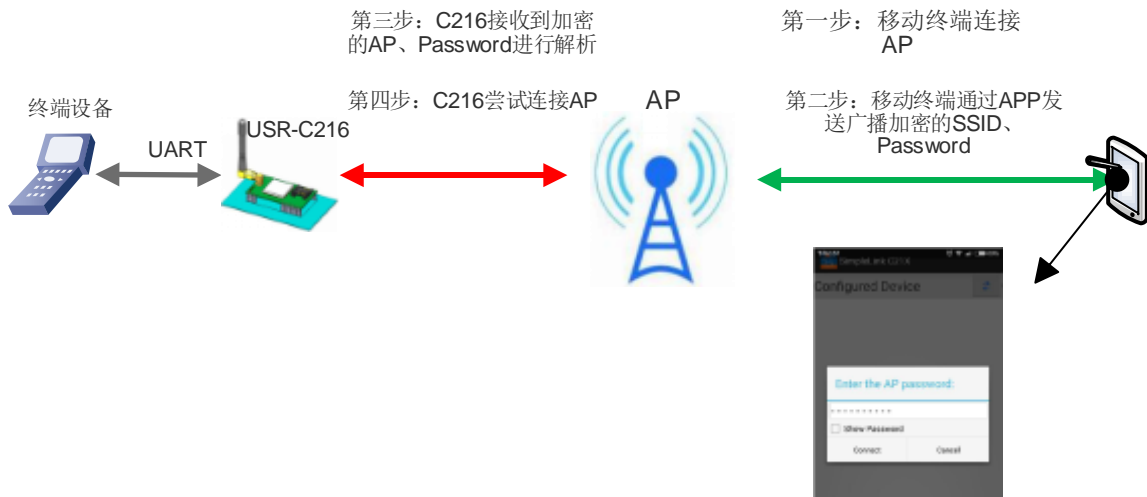 第三步：C216接收到加密
的AP、Password进行解析
第一步：移动终端连接
AP
终端设备
第四步：C216尝试连接AP
AP
第二步：移动终端通过APP发
送广播加密的SSID、
Password
USR-C216
UART
SimpleLink C21X
Configured Device
Enter the AP password:
Show Password
Connect
Cancel